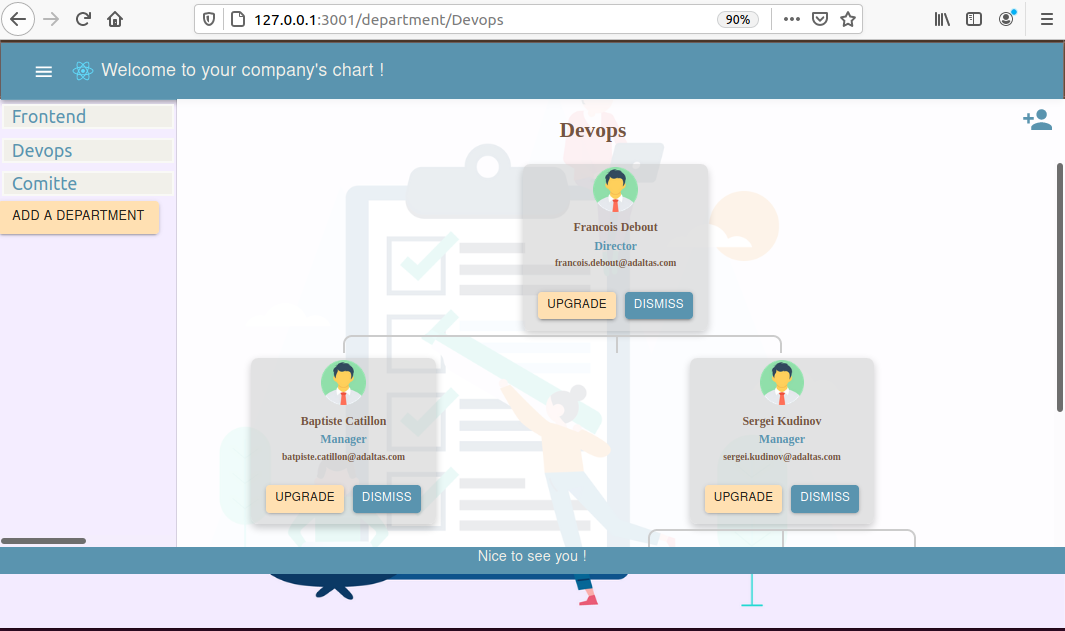 127.0.0.1:3001/department/Devops
90%
Welcome to your company's chart !
Frontend
Devops
Comitte
ADD A DEPARTMENT
Devops
Francois Debout
Director
francois.debout@adaltas.com
UPGRADE DISMISS
Baptiste Catillon
Manager
batpiste.catillon@adaltas.com
UPGRADE DISMISS
Sergei Kudinov
Manager
sergei.kudinov@adaltas.com
UPGRADE DISMISS
Nice to see you !